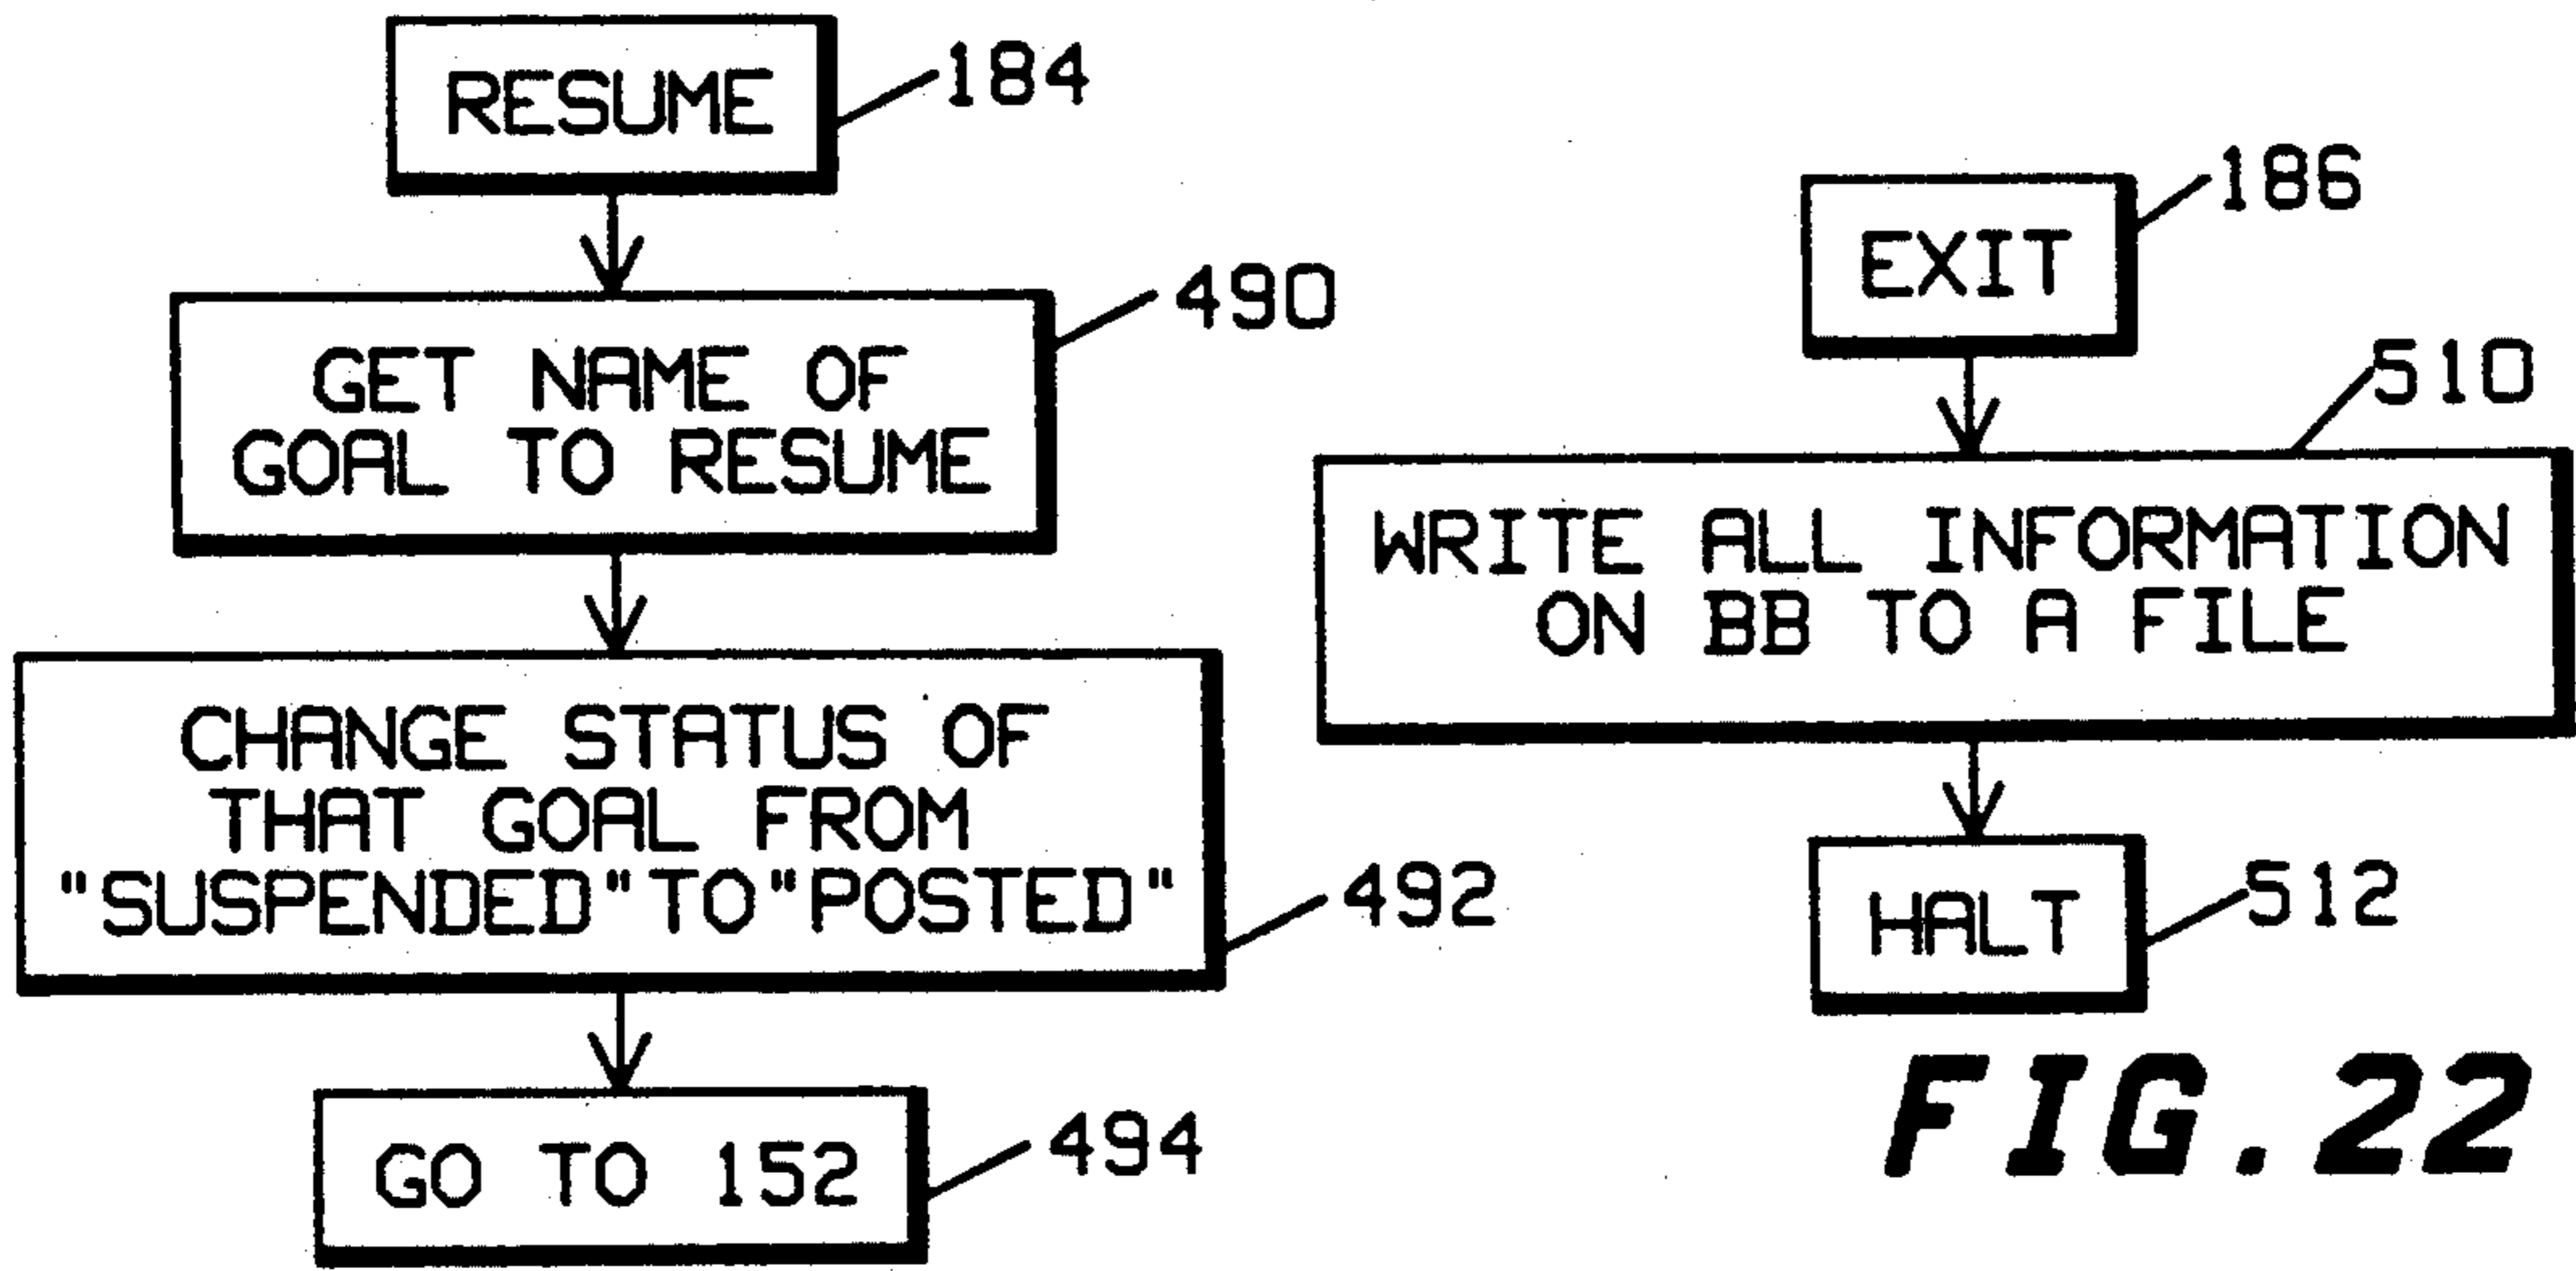 RESUME
184
GET NAME OF
GOAL TO RESUME
490
CHANGE STATUS OF
THAT GOAL FROM
"SUSPENDED" TO "POSTED"
492
GO TO 152
494
EXIT
186
WRITE ALL INFORMATION
ON BB TO A FILE
510
HALT
512
FIG. 22